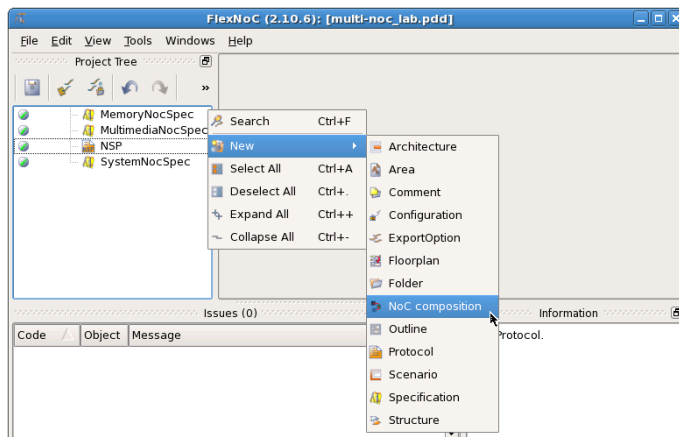 FlexNoC (2.10.6): [multi-noc_lab.pdd]
File Edit View Tools Windows Help
Project Tree
»
MemoryNocSpec
MultimediaNocSpec
NSP
SystemNocSpec
Search Ctrl+F
New
Select All Ctrl+A
Deselect All Ctrl+.
Expand All Ctrl++
Collapse All Ctrl+-
Architecture
Area
Comment
Configuration
ExportOption
Floorplan
Folder
NoC composition
Outline
Protocol
Scenario
Specification
Structure
Issues (0)
Code Object Message
Information
Protocol.